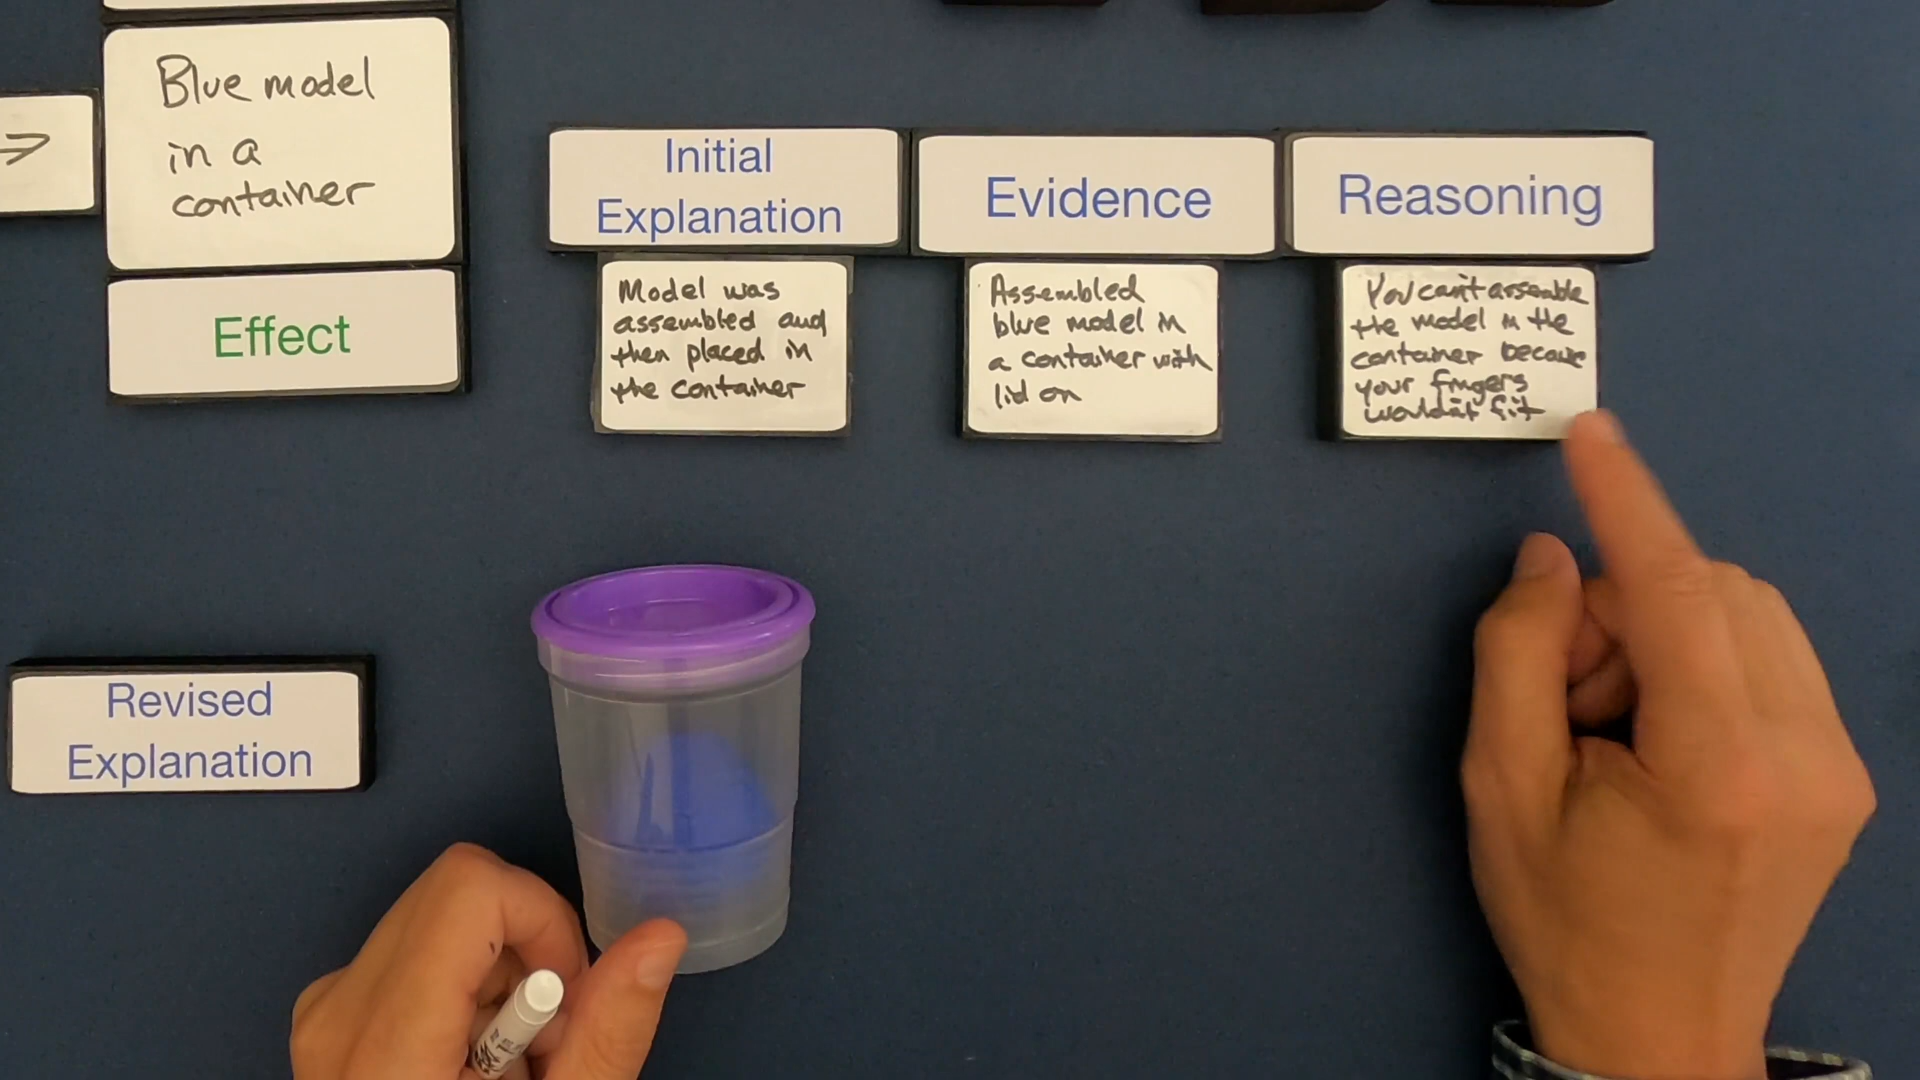 Blue model
in a
container
⇒
Effect
Initial
Explanation
Evidence
Reasoning
Model was
assembled and
then placed in
the container
Assembled
blue model in
a container with
lid on
You can't assemble
the model in the
container because
your fingers
wouldn't fit
Revised
Explanation